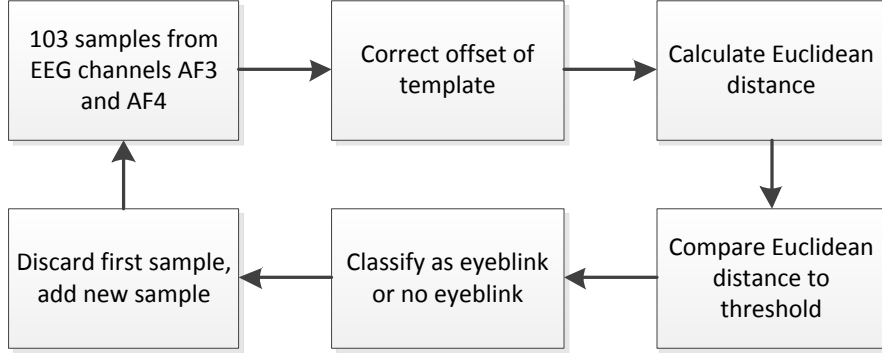 103 samples from
EEG channels AF3
and AF4
Correct offset of
template
Calculate Euclidean
distance
Compare Euclidean
distance to
threshold
Classify as eyeblink
or no eyeblink
Discard first sample,
add new sample